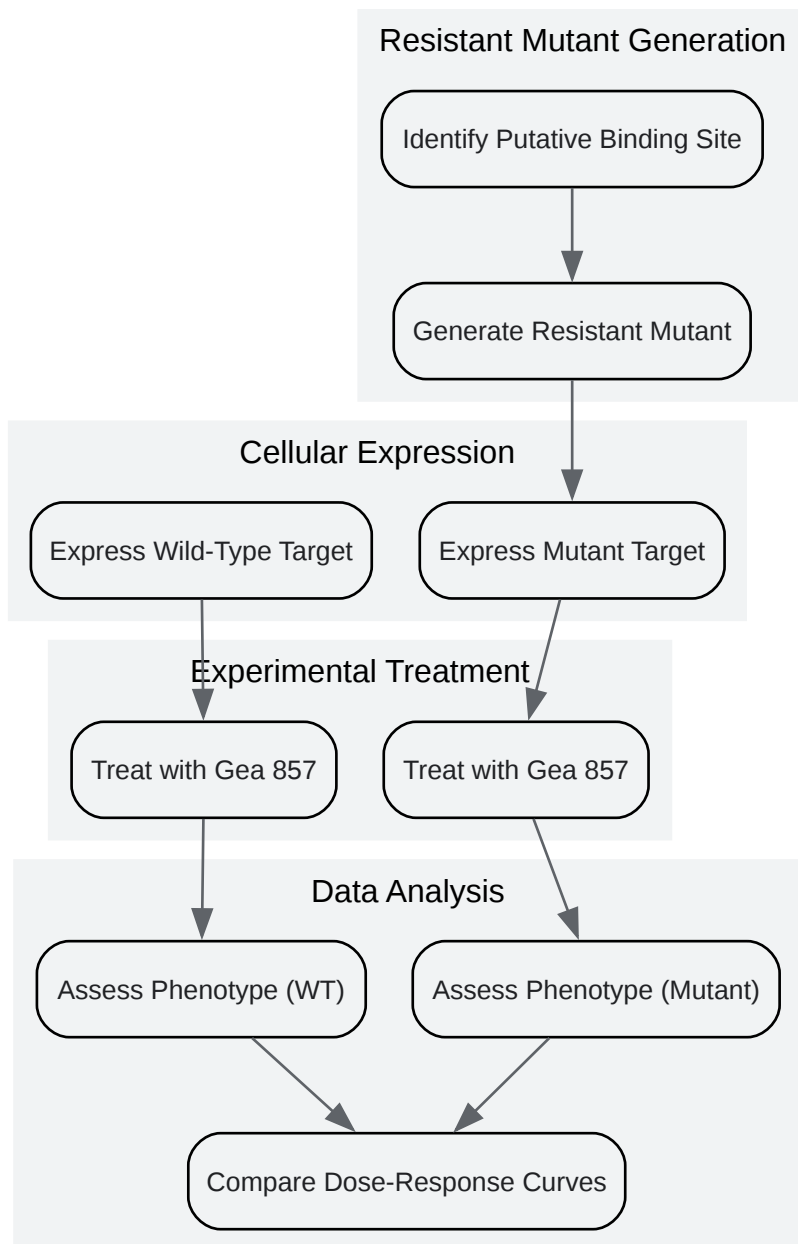 Resistant Mutant Generation
Identify Putative Binding Site
Generate Resistant Mutant
Cellular Expression
Express Wild-Type Target
Express Mutant Target
Experimental Treatment
Treat with Gea 857
Treat with Gea 857
Data Analysis
Assess Phenotype (WT)
Assess Phenotype (Mutant)
Compare Dose-Response Curves